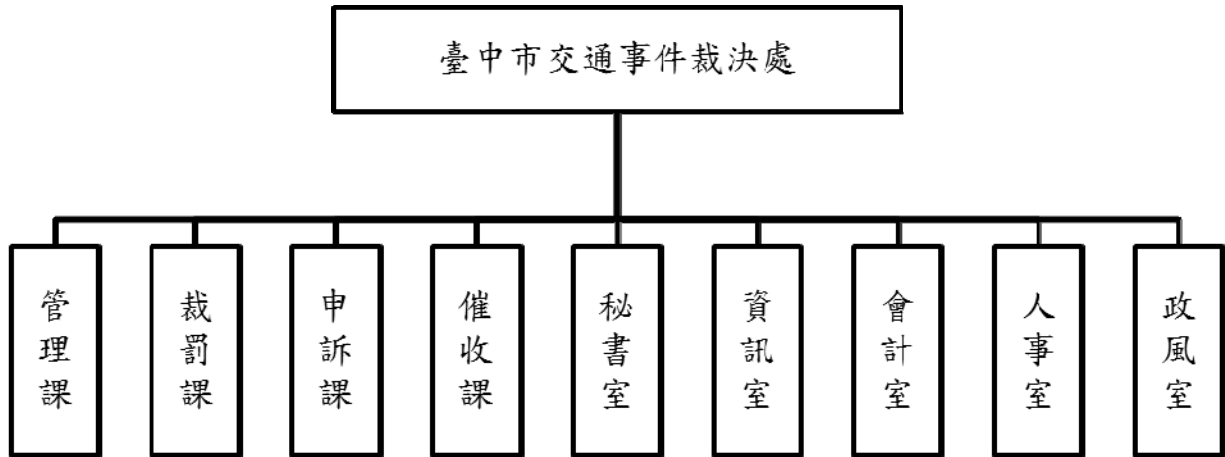 臺中市交通事件裁決處
管理課
裁罰課
申訴課
催收課
秘書室
資訊室
會計室
人事室
政風室